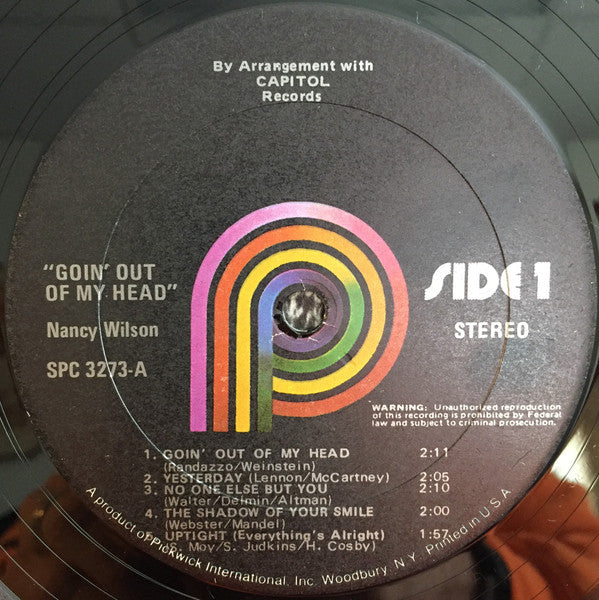 By Arrangement with
CAPITOL
Records
"GOIN' OUT
OF MY HEAD"
Nancy Wilson
SPC 3273-A
SIDE 1
STEREO
WARNING: Unauthorized reproduction
of this recording is prohibited by Federal
law and subject to criminal prosecution.
1. GOIN' OUT OF MY HEAD 2:11
(Randazzo/Weinstein)
2. YESTERDAY (Lennon/McCartney) 2:05
3. NO ONE ELSE BUT YOU 2:10
(Walter/Delmin/Altman)
4. THE SHADOW OF YOUR SMILE 2:00
(Webster/Mandel)
UPTIGHT (Everything's Alright) 1:57
S. Moy/S. Judkins/H. Cosby)
A product of Pickwick International, Inc. Woodbury, N.Y. Printed in U.S.A